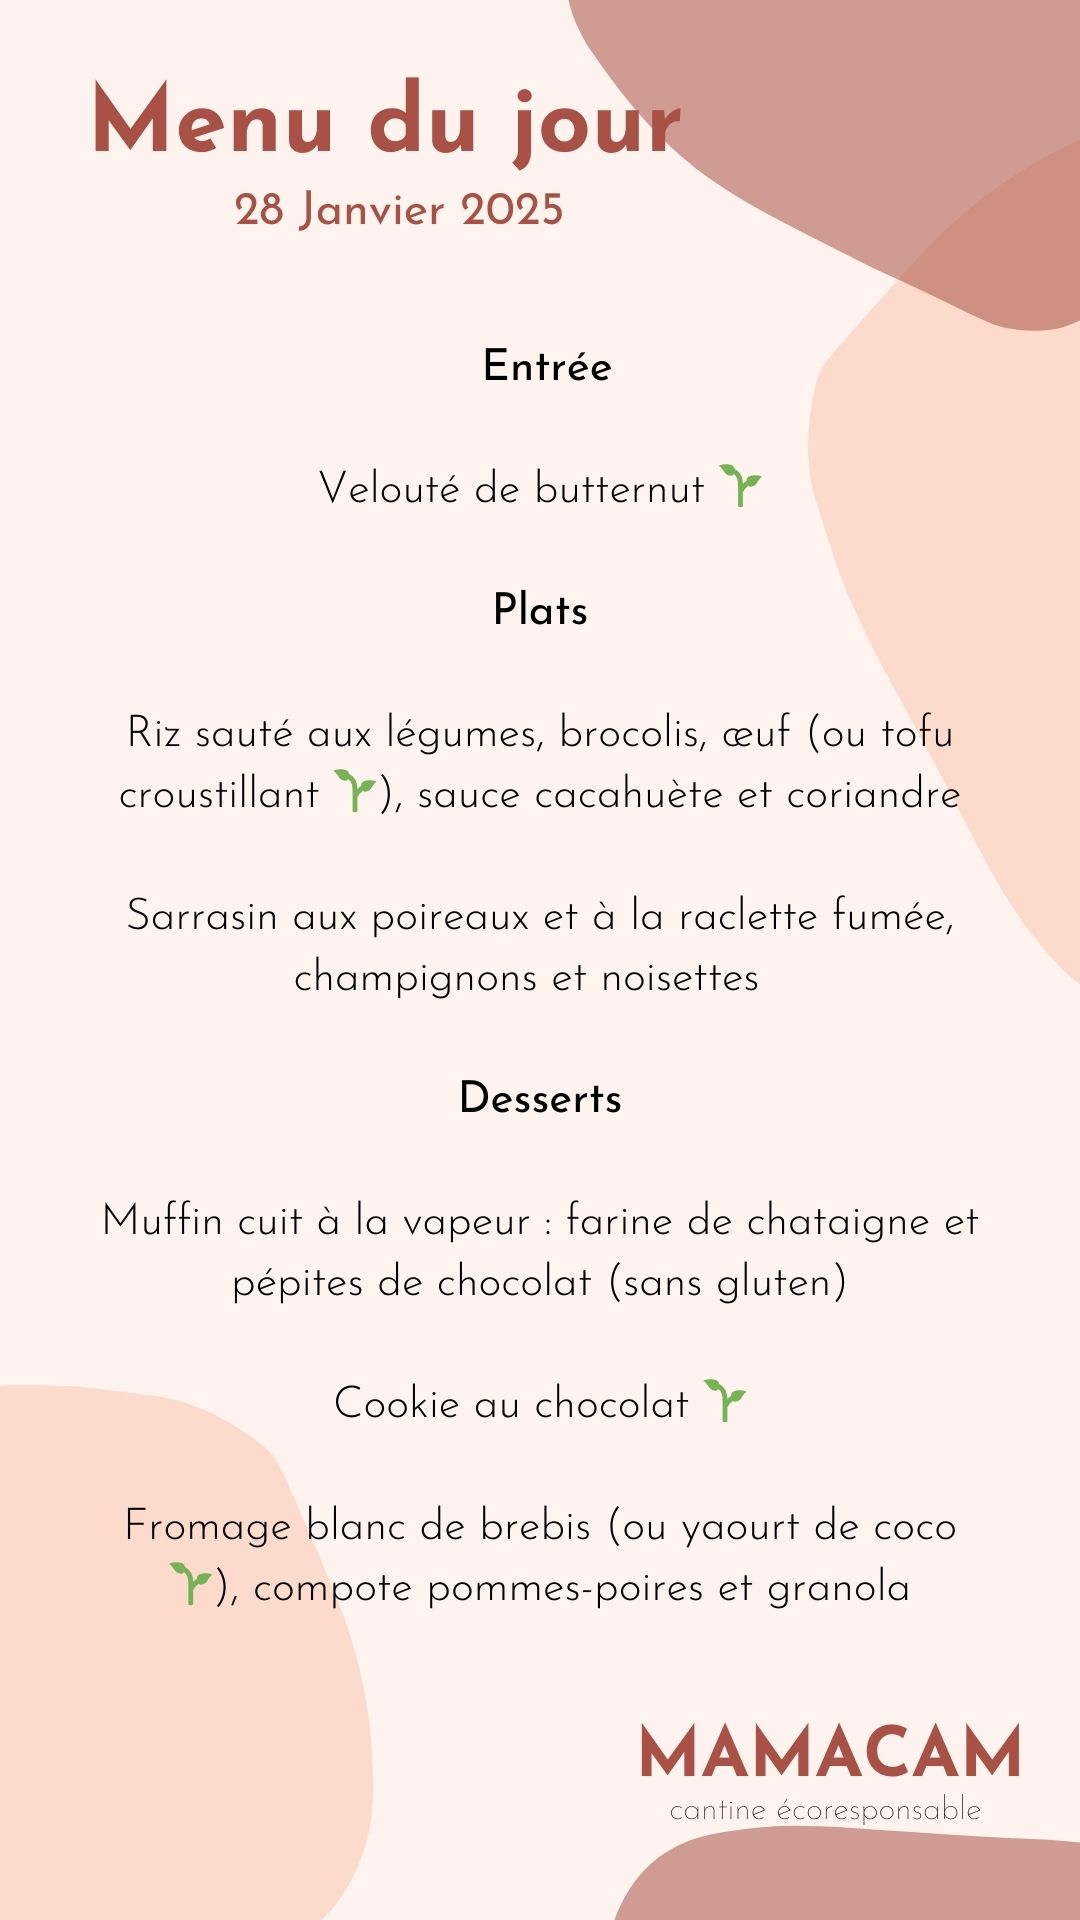 Menu du jour
28 Janvier 2025
Entrée
Velouté de butternut 🌱
Plats
Riz sauté aux légumes, brocolis, œuf (ou tofu
croustillant 🌱), sauce cacahuète et coriandre
Sarrasin aux poireaux et à la raclette fumée,
champignons et noisettes
Desserts
Muffin cuit à la vapeur : farine de chataigne et
pépites de chocolat (sans gluten)
Cookie au chocolat 🌱
Fromage blanc de brebis (ou yaourt de coco
🌱), compote pommes-poires et granola
MAMACAM
cantine écoresponsable